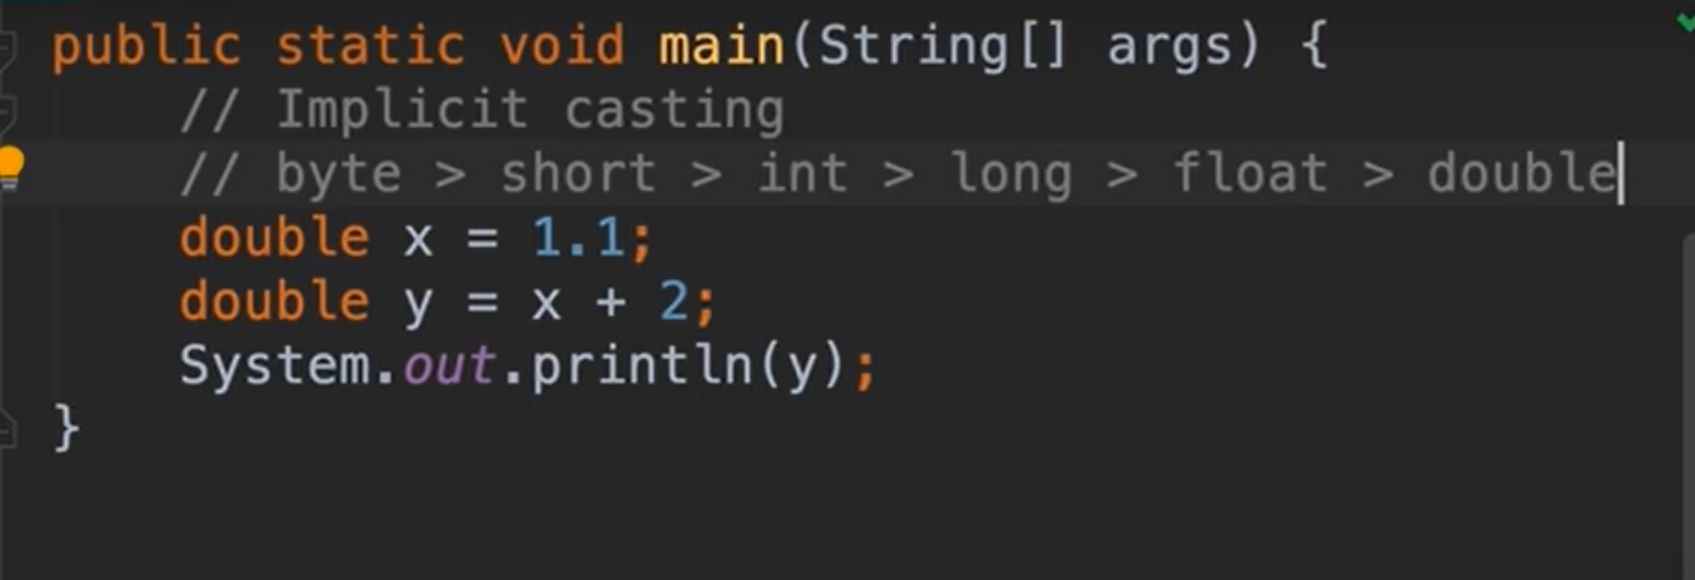 public static void main(String[] args) {
// Implicit casting
// byte > short > int > long > float > double
double x = 1.1;
double y = x + 2;
System.out.println(y);
}